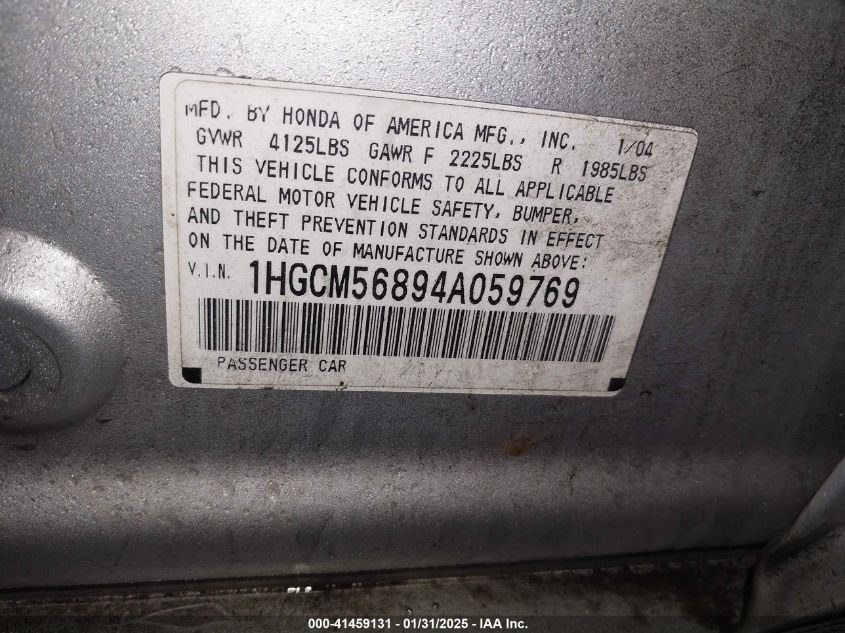 MFD. BY HONDA OF AMERICA MFG., INC. 1/04
GVWR 4125LBS GAWR F 2225LBS R 1985LBS
THIS VEHICLE CONFORMS TO ALL APPLICABLE
FEDERAL MOTOR VEHICLE SAFETY, BUMPER,
AND THEFT PREVENTION STANDARDS IN EFFECT
ON THE DATE OF MANUFACTURE SHOWN ABOVE:
V.I.N. 1HGCM56894A059769
PASSENGER CAR
000-41459131 - 01/31/2025 - IAA Inc.